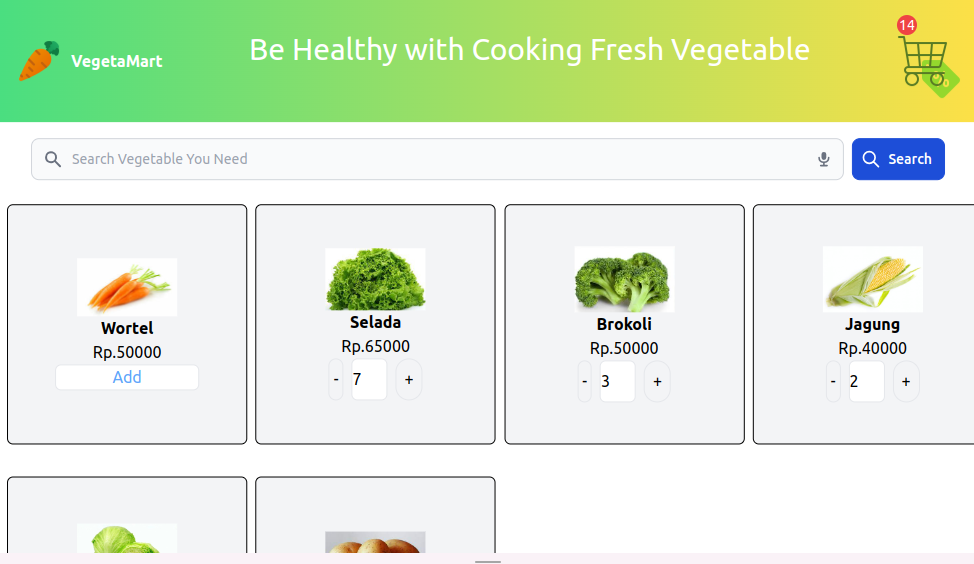 14
VegetaMart
Be Healthy with Cooking Fresh Vegetable
%
Search Vegetable You Need
Search
Wortel
Rp.50000
Add
Selada
Rp.65000
- 7 +
Brokoli
Rp.50000
- 3 +
Jagung
Rp.40000
- 2 +